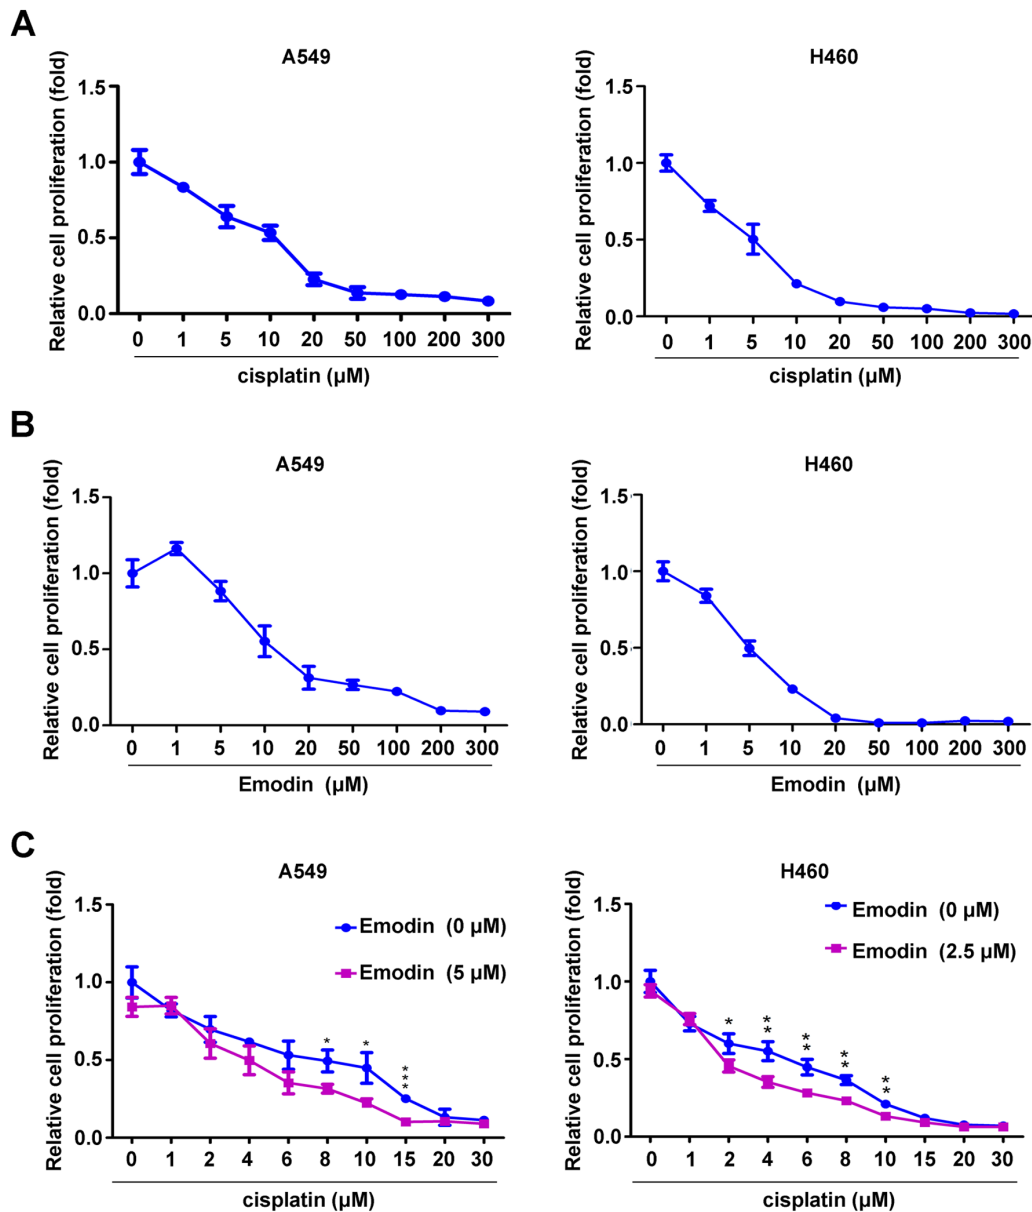 A
A549
Relative cell proliferation (fold)
1.5
1.0
0.5
0.0
0 1 5 10 20 50 100 200 300
cisplatin (µM)
H460
Relative cell proliferation (fold)
1.5
1.0
0.5
0.0
0 1 5 10 20 50 100 200 300
cisplatin (µM)
B
A549
Relative cell proliferation (fold)
1.5
1.0
0.5
0.0
0 1 5 10 20 50 100 200 300
Emodin (µM)
H460
Relative cell proliferation (fold)
1.5
1.0
0.5
0.0
0 1 5 10 20 50 100 200 300
Emodin (µM)
C
A549
Relative cell proliferation (fold)
1.5
1.0
0.5
0.0
Emodin (0 µM)
Emodin (5 µM)
* * ***
0 1 2 4 6 8 10 15 20 30
cisplatin (µM)
H460
Relative cell proliferation (fold)
1.5
1.0
0.5
0.0
Emodin (0 µM)
Emodin (2.5 µM)
* ** ** ** **
0 1 2 4 6 8 10 15 20 30
cisplatin (µM)